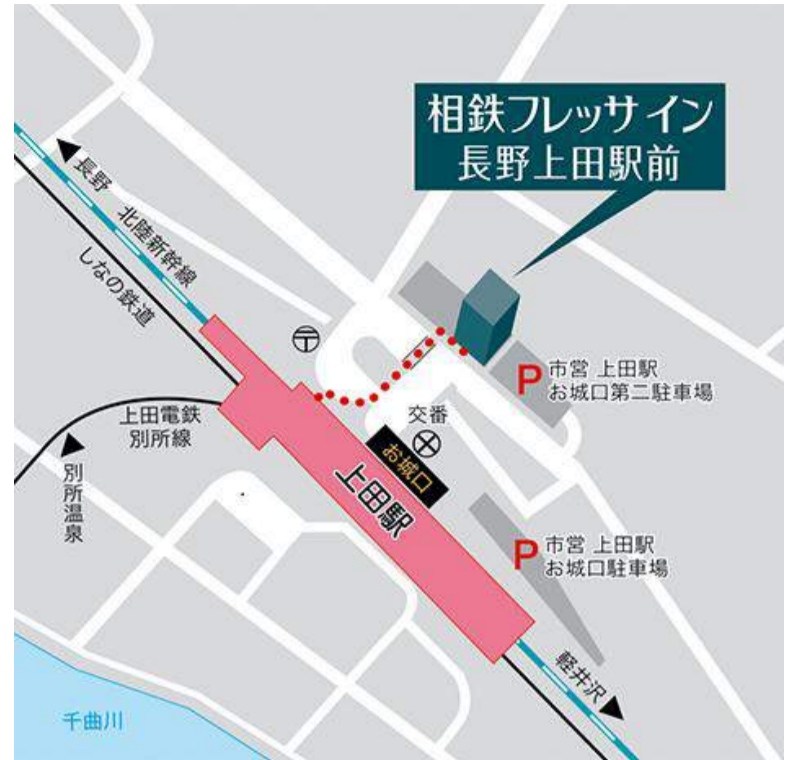 相鉄フレッサイン
長野上田駅前
長野
北陸新幹線
しなの鉄道
〒
市営 上田駅
P
お城口第二駐車場
上田電鉄
別所線
交番
お城口
上田駅
別所温泉
市営 上田駅
P
お城口駐車場
軽井沢
千曲川